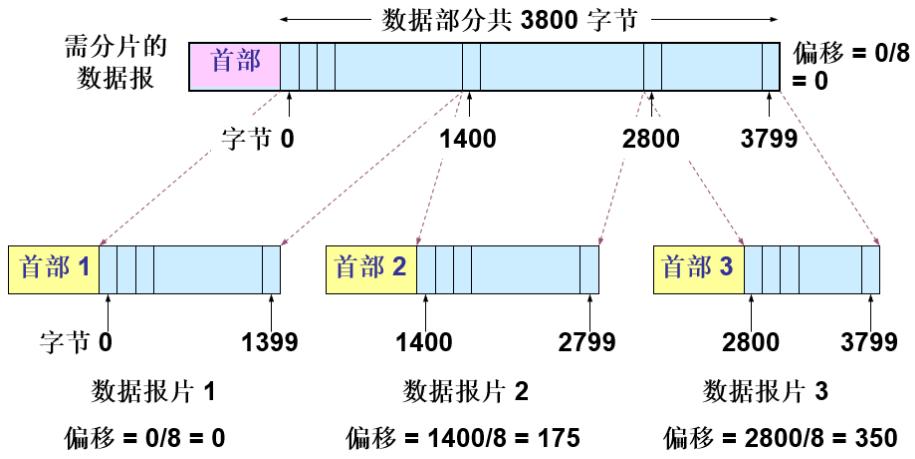 数据部分共 3800 字节
需分片的
数据报
首部
偏移 = 0/8
= 0
字节 0
1400
2800
3799
首部 1
首部 2
首部 3
字节 0
1399
1400
2799
2800
3799
数据报片 1
数据报片 2
数据报片 3
偏移 = 0/8 = 0
偏移 = 1400/8 = 175
偏移 = 2800/8 = 350